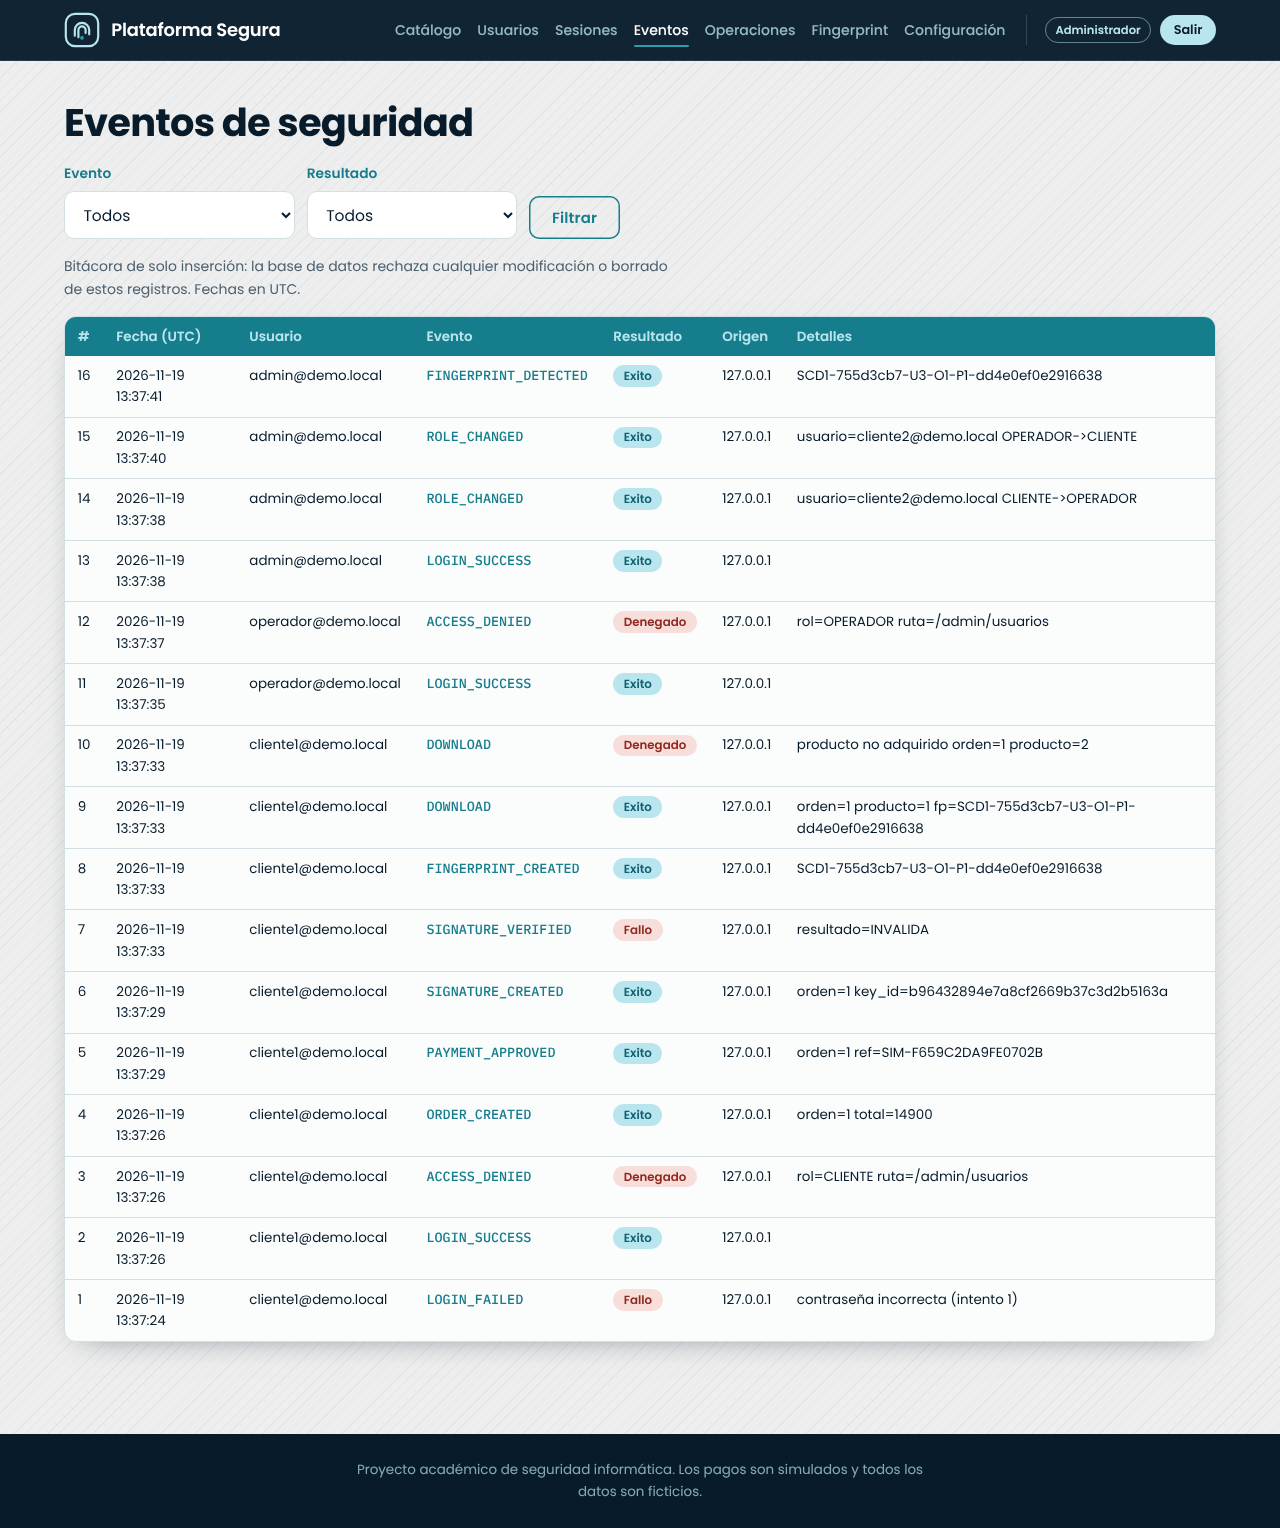 Plataforma Segura
Catálogo Usuarios Sesiones Eventos Operaciones Fingerprint Configuración Administrador Salir
Eventos de seguridad
Evento Resultado
Todos Todos Filtrar
Bitácora de solo inserción: la base de datos rechaza cualquier modificación o borrado
de estos registros. Fechas en UTC.
# Fecha (UTC) Usuario Evento Resultado Origen Detalles
16 2026-11-19 admin@demo.local FINGERPRINT_DETECTED Exito 127.0.0.1 SCD1-755d3cb7-U3-O1-P1-dd4e0ef0e2916638
13:37:41
15 2026-11-19 admin@demo.local ROLE_CHANGED Exito 127.0.0.1 usuario=cliente2@demo.local OPERADOR->CLIENTE
13:37:40
14 2026-11-19 admin@demo.local ROLE_CHANGED Exito 127.0.0.1 usuario=cliente2@demo.local CLIENTE->OPERADOR
13:37:38
13 2026-11-19 admin@demo.local LOGIN_SUCCESS Exito 127.0.0.1
13:37:38
12 2026-11-19 operador@demo.local ACCESS_DENIED Denegado 127.0.0.1 rol=OPERADOR ruta=/admin/usuarios
13:37:37
11 2026-11-19 operador@demo.local LOGIN_SUCCESS Exito 127.0.0.1
13:37:35
10 2026-11-19 cliente1@demo.local DOWNLOAD Denegado 127.0.0.1 producto no adquirido orden=1 producto=2
13:37:33
9 2026-11-19 cliente1@demo.local DOWNLOAD Exito 127.0.0.1 orden=1 producto=1 fp=SCD1-755d3cb7-U3-O1-P1-
13:37:33 dd4e0ef0e2916638
8 2026-11-19 cliente1@demo.local FINGERPRINT_CREATED Exito 127.0.0.1 SCD1-755d3cb7-U3-O1-P1-dd4e0ef0e2916638
13:37:33
7 2026-11-19 cliente1@demo.local SIGNATURE_VERIFIED Fallo 127.0.0.1 resultado=INVALIDA
13:37:33
6 2026-11-19 cliente1@demo.local SIGNATURE_CREATED Exito 127.0.0.1 orden=1 key_id=b96432894e7a8cf2669b37c3d2b5163a
13:37:29
5 2026-11-19 cliente1@demo.local PAYMENT_APPROVED Exito 127.0.0.1 orden=1 ref=SIM-F659C2DA9FE0702B
13:37:29
4 2026-11-19 cliente1@demo.local ORDER_CREATED Exito 127.0.0.1 orden=1 total=14900
13:37:26
3 2026-11-19 cliente1@demo.local ACCESS_DENIED Denegado 127.0.0.1 rol=CLIENTE ruta=/admin/usuarios
13:37:26
2 2026-11-19 cliente1@demo.local LOGIN_SUCCESS Exito 127.0.0.1
13:37:26
1 2026-11-19 cliente1@demo.local LOGIN_FAILED Fallo 127.0.0.1 contraseña incorrecta (intento 1)
13:37:24
Proyecto académico de seguridad informática. Los pagos son simulados y todos los
datos son ficticios.